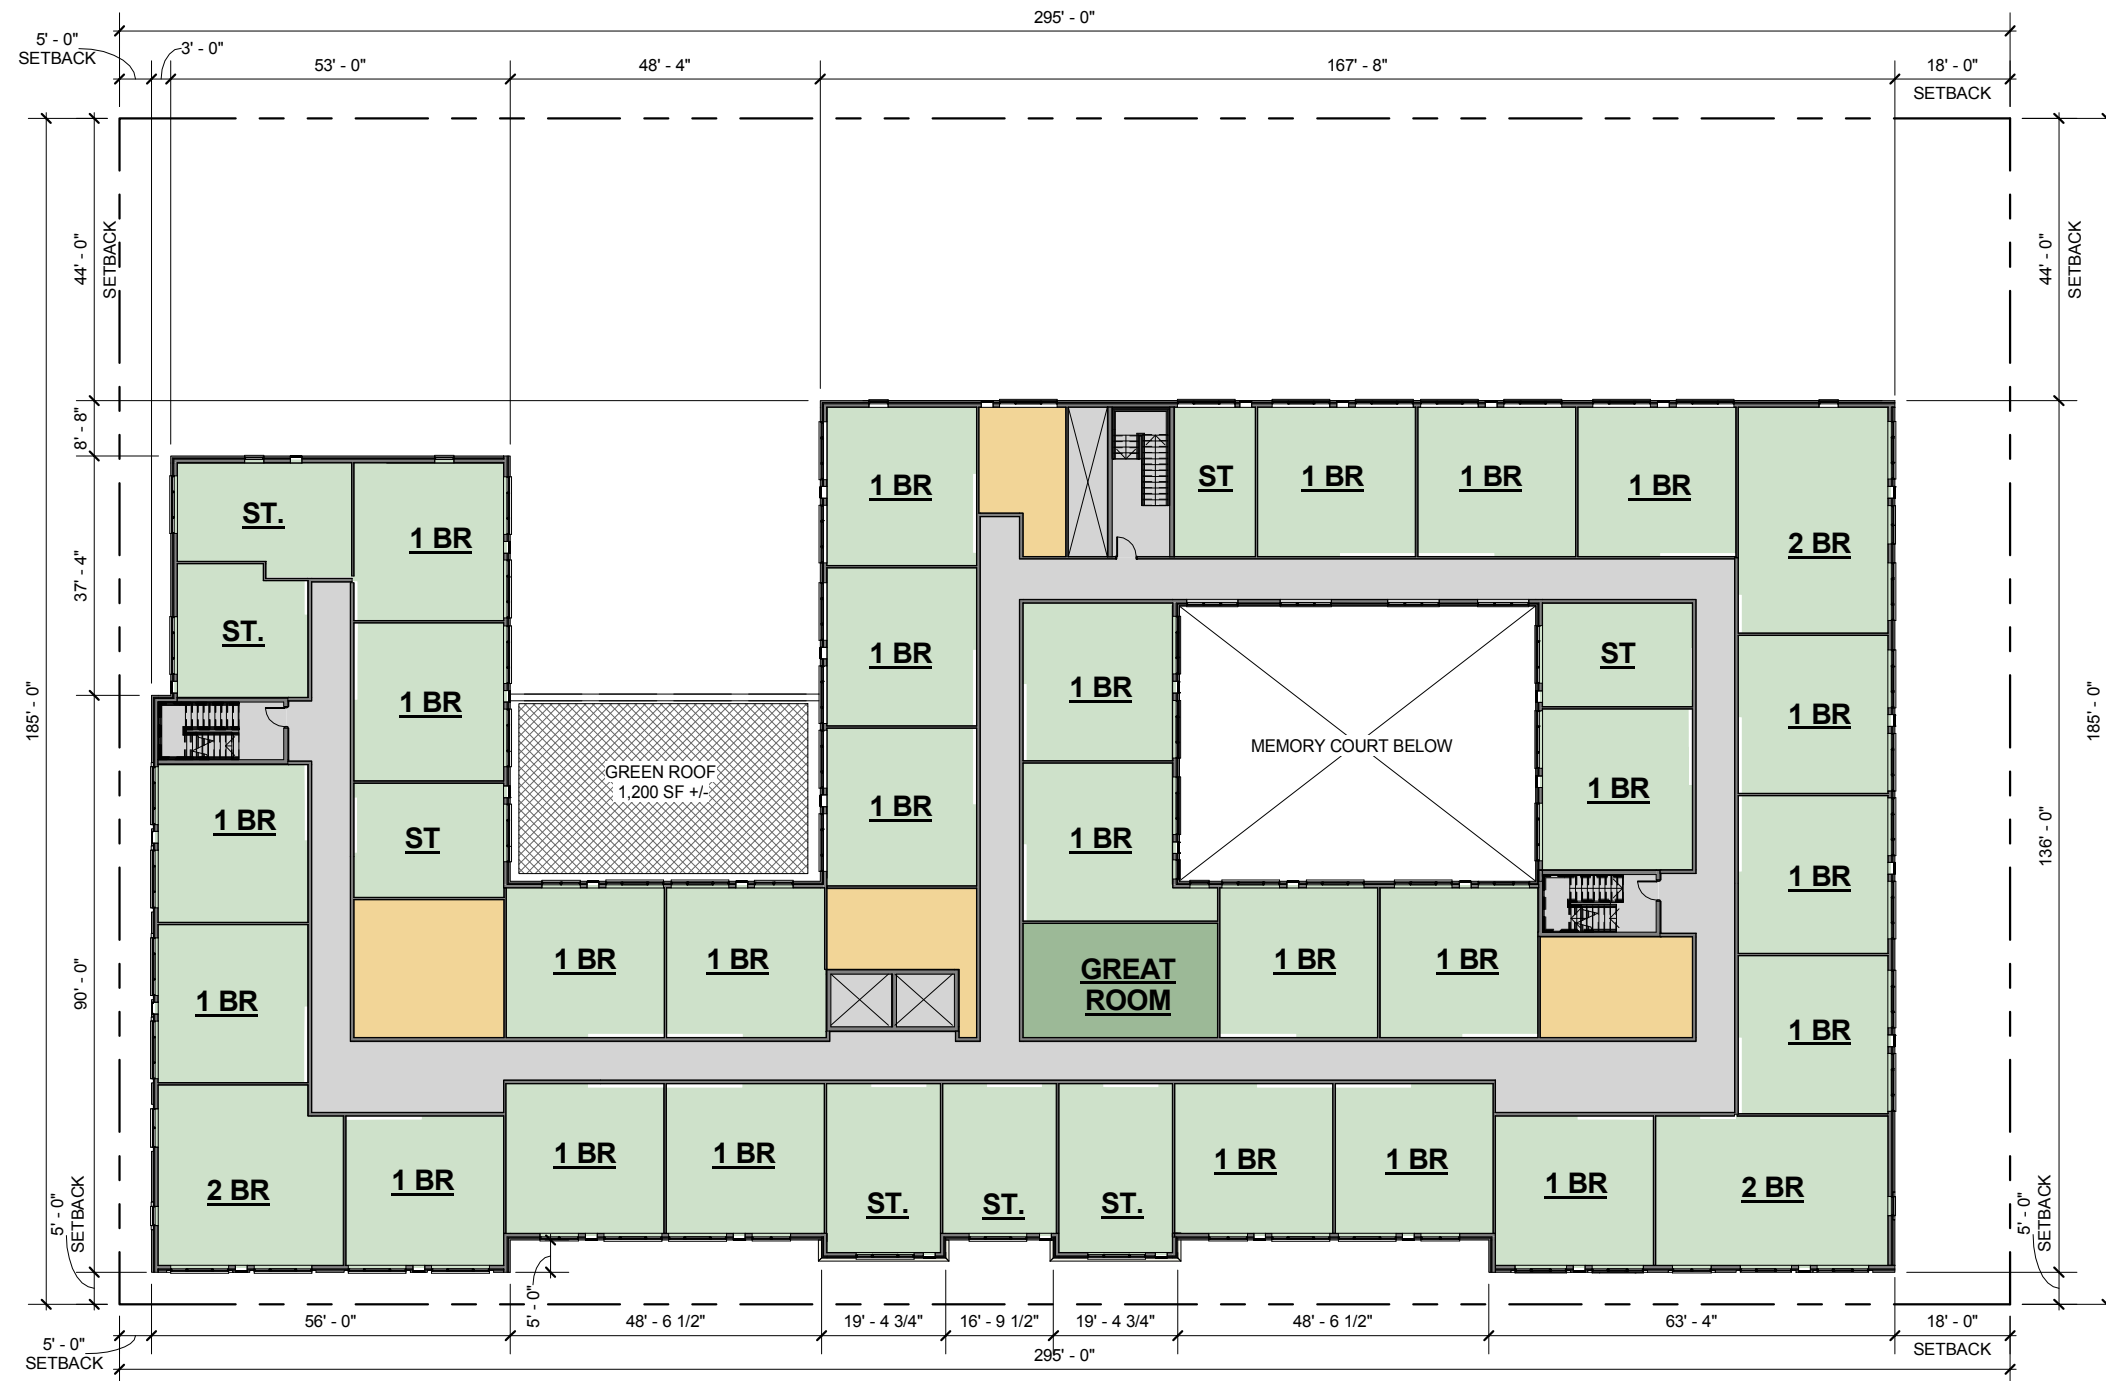 295' - 0"
5' - 0"
SETBACK
3' - 0"
53' - 0"
48' - 4"
167' - 8"
18' - 0"
SETBACK
44' - 0"
SETBACK
44' - 0"
SETBACK
8' - 8"
37' - 4"
185' - 0"
90' - 0"
5' - 0"
SETBACK
185' - 0"
136' - 0"
5' - 0"
SETBACK
1 BR
ST
1 BR
1 BR
1 BR
2 BR
ST.
1 BR
ST.
1 BR
1 BR
1 BR
ST
1 BR
1 BR
GREEN ROOF
1,200 SF +/-
MEMORY COURT BELOW
1 BR
1 BR
ST
1 BR
1 BR
1 BR
1 BR
1 BR
1 BR
1 BR
GREAT
ROOM
1 BR
1 BR
1 BR
2 BR
1 BR
1 BR
1 BR
ST.
ST.
ST.
1 BR
1 BR
1 BR
2 BR
5' - 0"
5' - 0"
SETBACK
56' - 0"
48' - 6 1/2"
19' - 4 3/4"
16' - 9 1/2"
19' - 4 3/4"
48' - 6 1/2"
63' - 4"
18' - 0"
SETBACK
295' - 0"